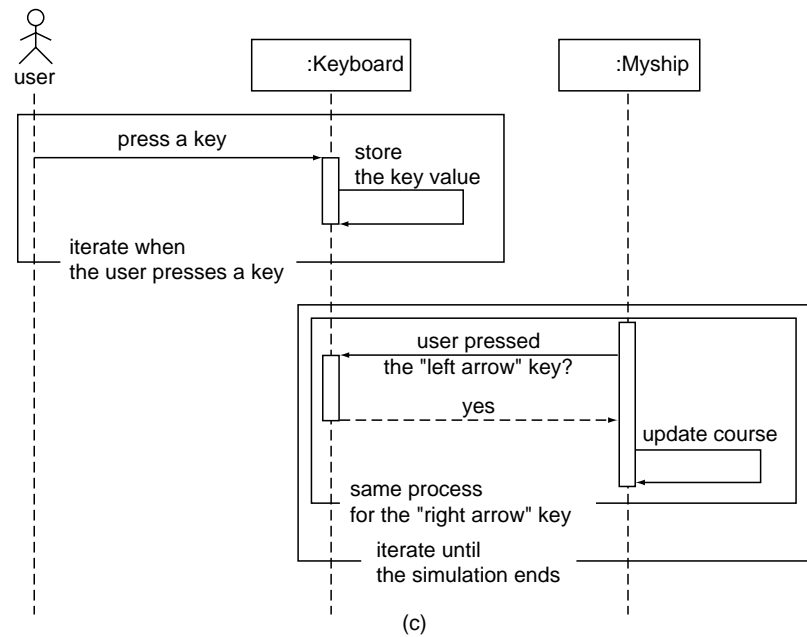 user
:Keyboard
:Myship
press a key
store
the key value
iterate when
the user presses a key
user pressed
the "left arrow" key?
yes
update course
same process
for the "right arrow" key
iterate until
the simulation ends
(c)